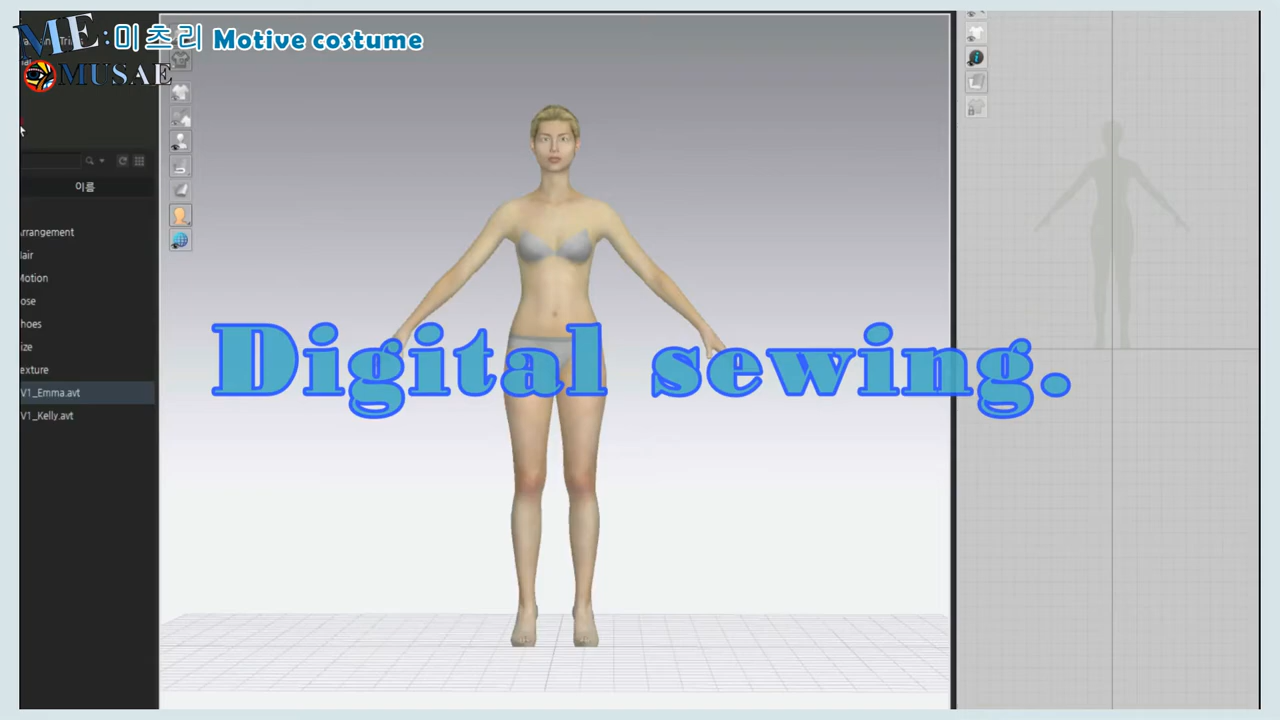 ME:미츠리 Motive costume
MUSAE
이름
rrangement
air
Motion
ose
hoes
ize
exture
V1_Emma.avt
V1_Kelly.avt
Digital sewing.